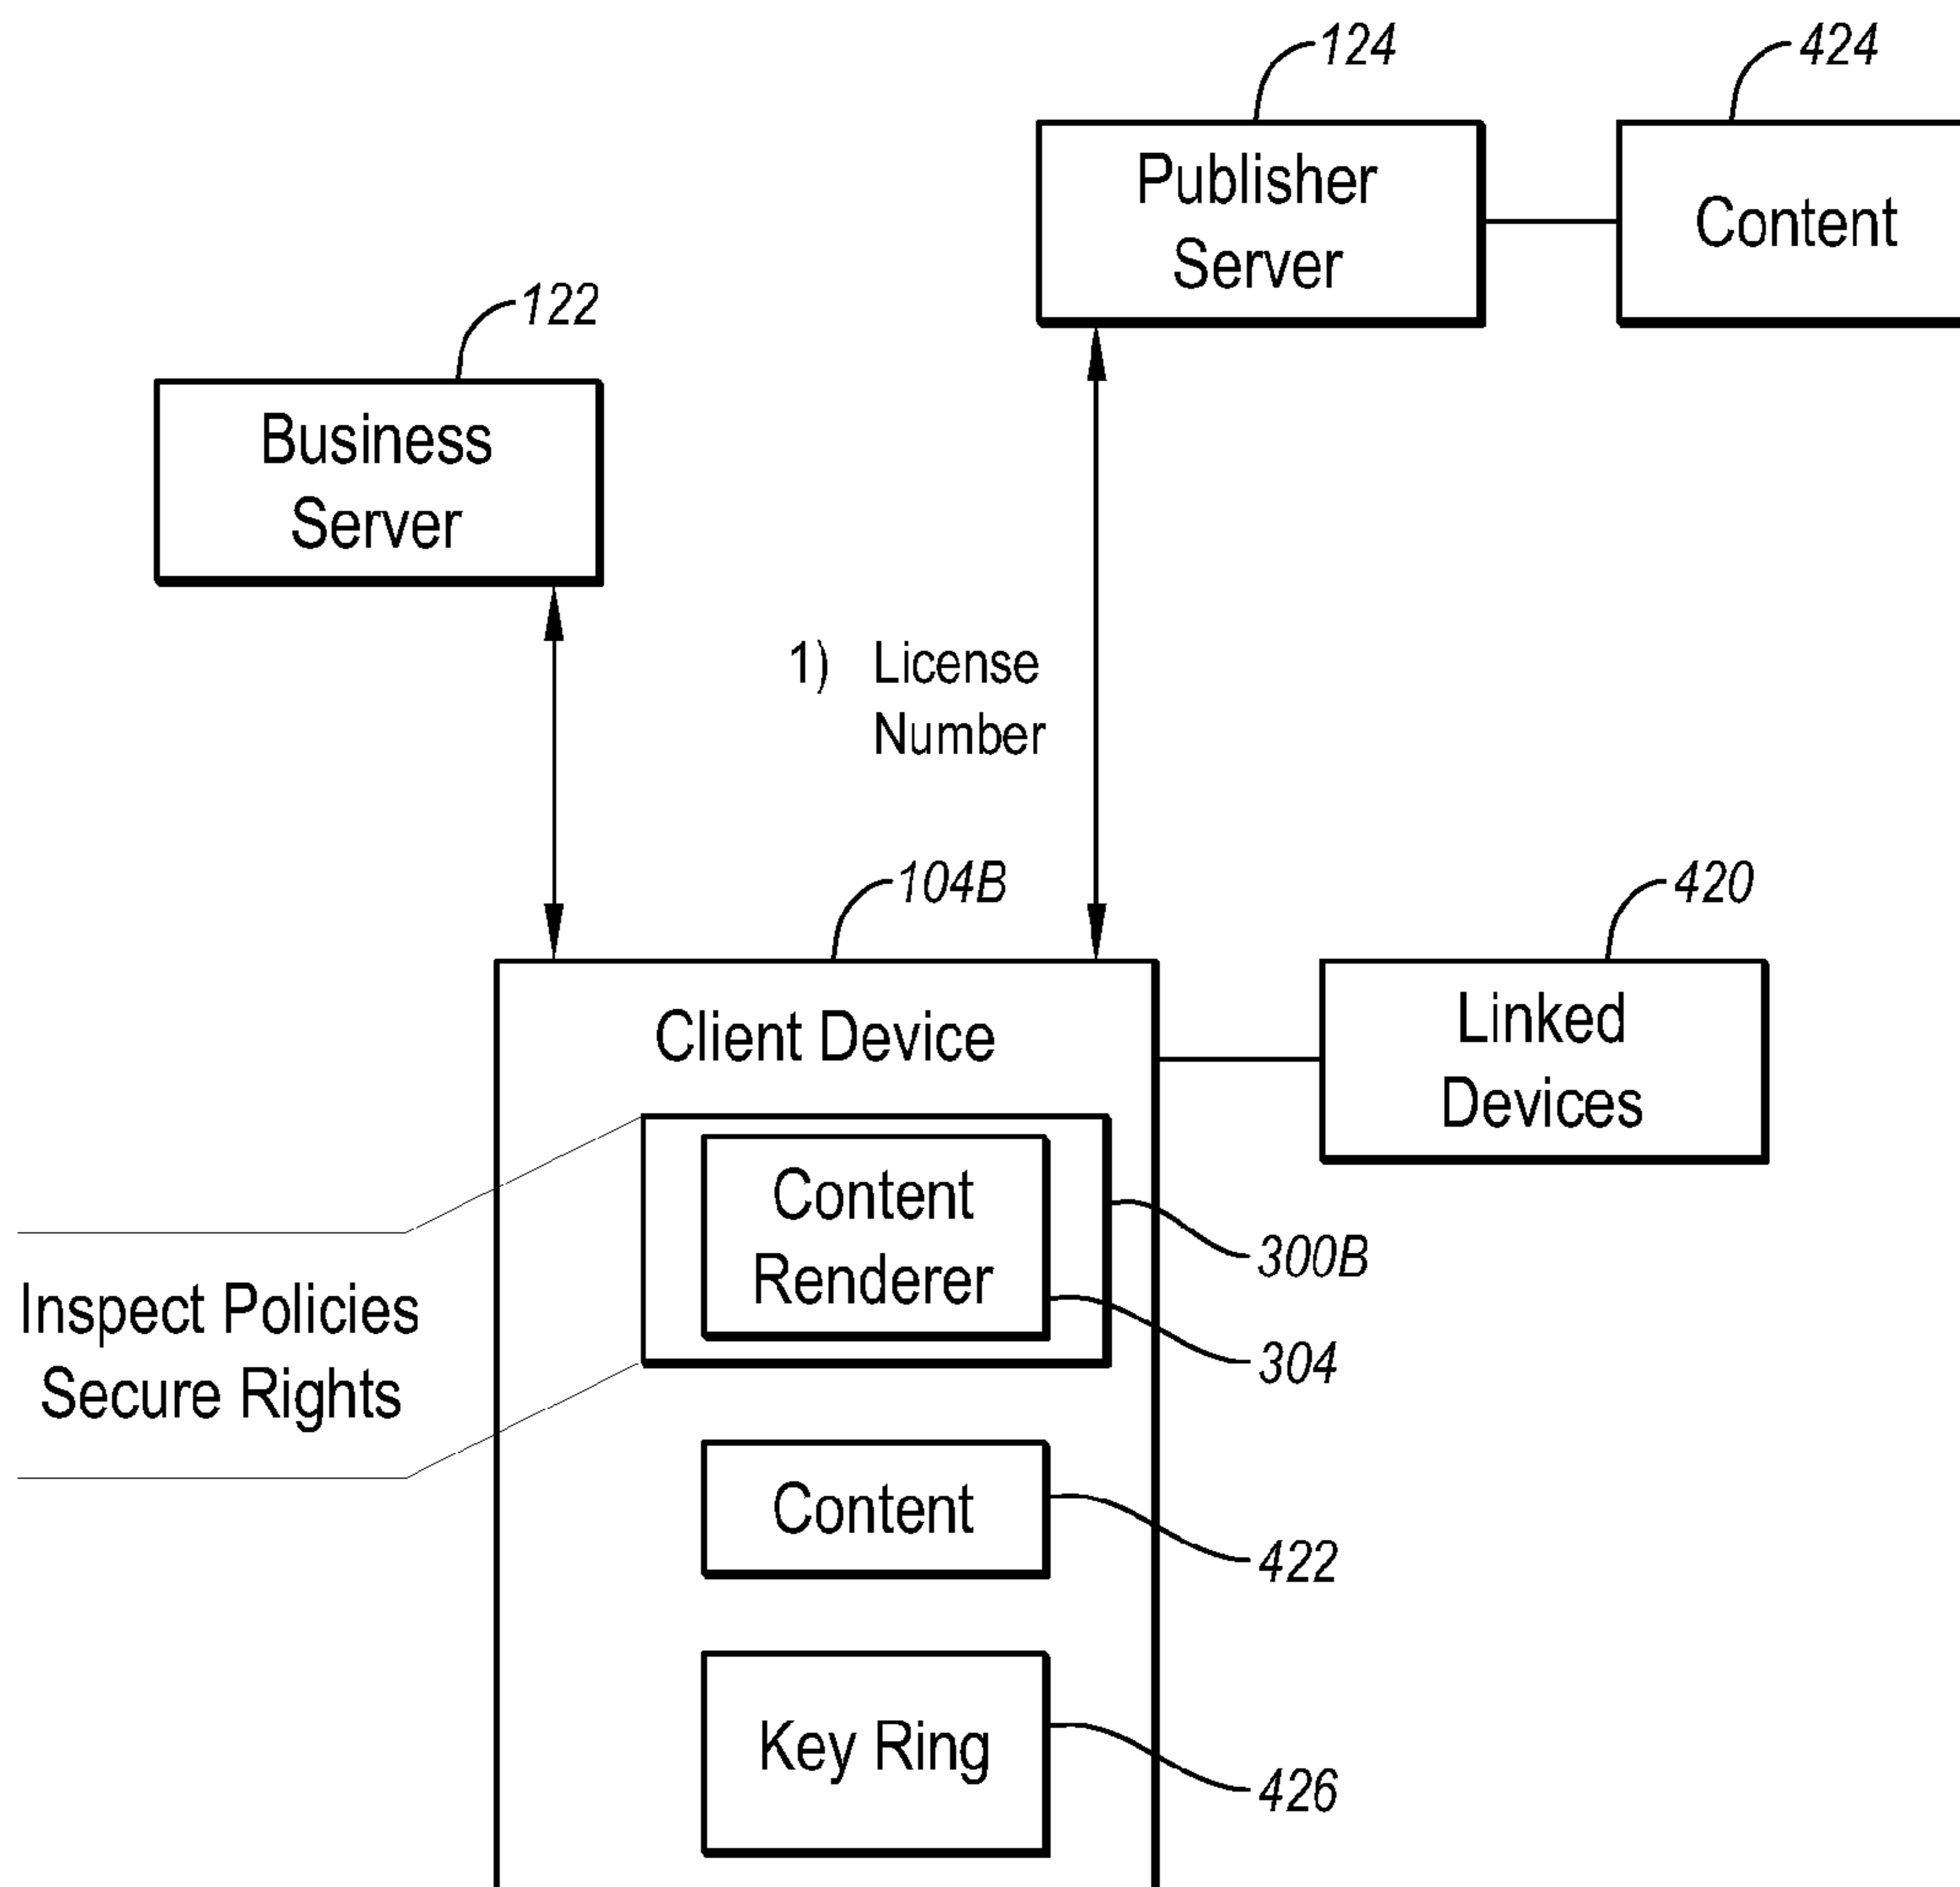 124
424
Publisher
Server
Content
122
Business
Server
1) License
Number
104B
420
Client Device
Linked
Devices
Content
Renderer
300B
304
Inspect Policies
Secure Rights
Content
422
Key Ring
426